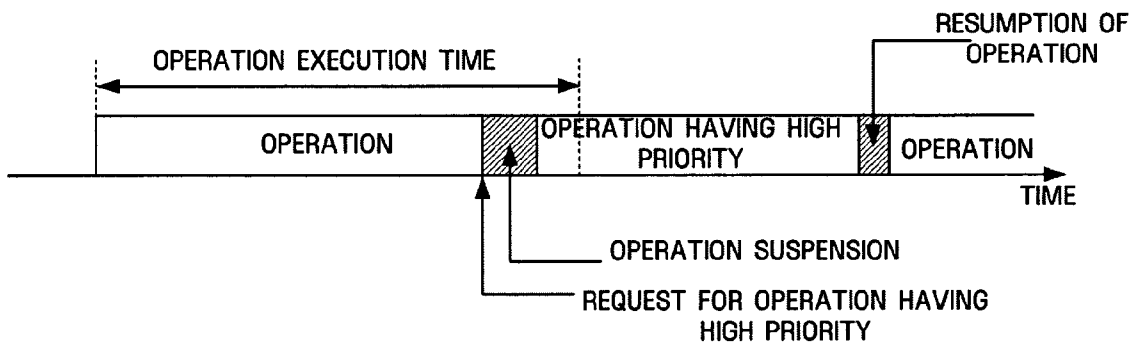 RESUMPTION OF
OPERATION
OPERATION EXECUTION TIME
OPERATION
OPERATION HAVING HIGH
PRIORITY
OPERATION
TIME
OPERATION SUSPENSION
REQUEST FOR OPERATION HAVING
HIGH PRIORITY